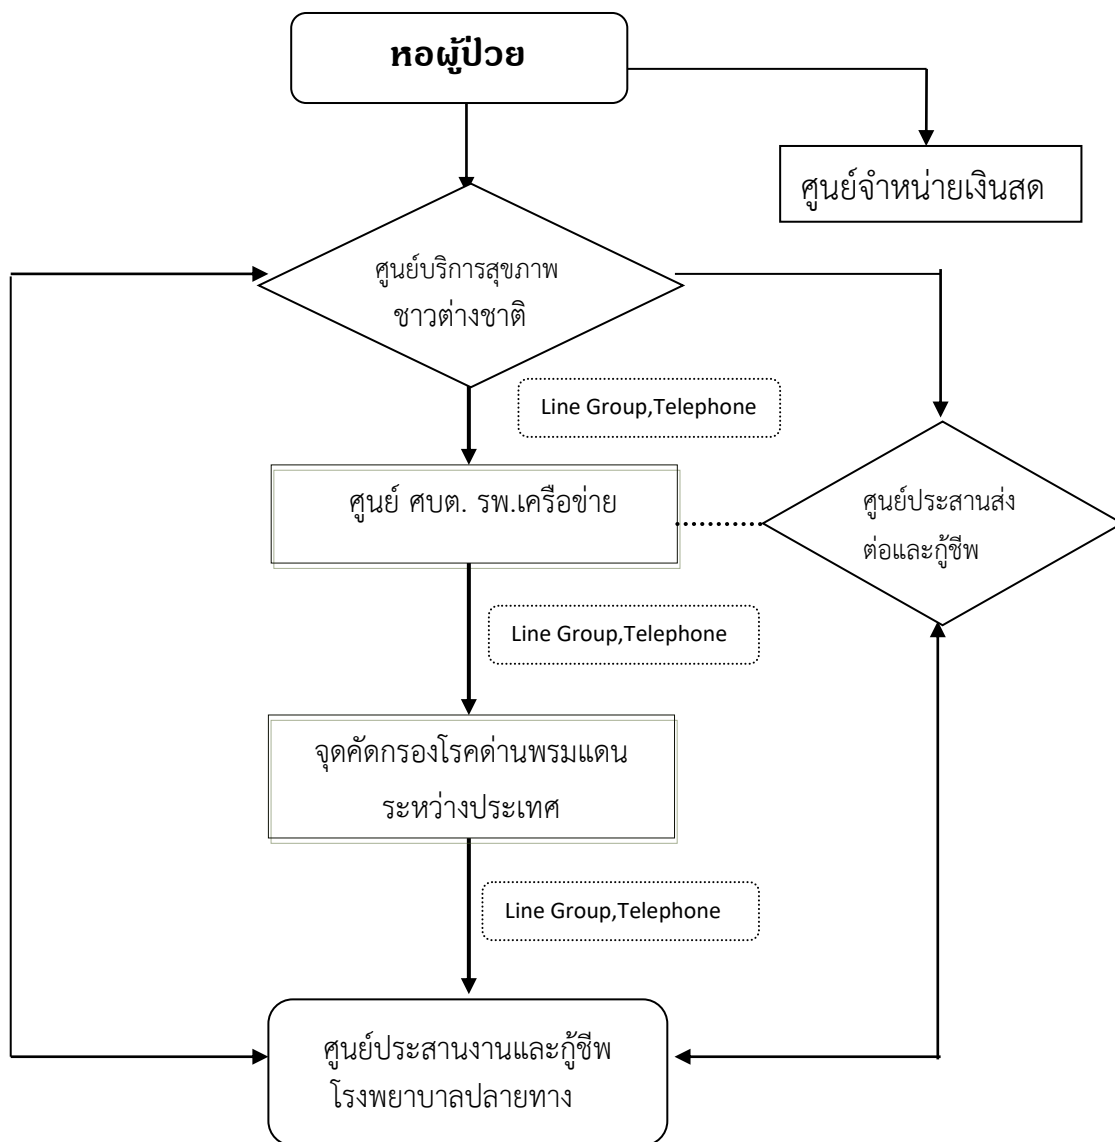 หอผู้ป่วย
ศูนย์จำหน่ายเงินสด
ศูนย์บริการสุขภาพ
ชาวต่างชาติ
Line Group,Telephone
ศูนย์ ศบต. รพ.เครือข่าย
ศูนย์ประสานส่ง
ต่อและกู้ชีพ
Line Group,Telephone
จุดคัดกรองโรคด่านพรมแดน
ระหว่างประเทศ
Line Group,Telephone
ศูนย์ประสานงานและกู้ชีพ
โรงพยาบาลปลายทาง